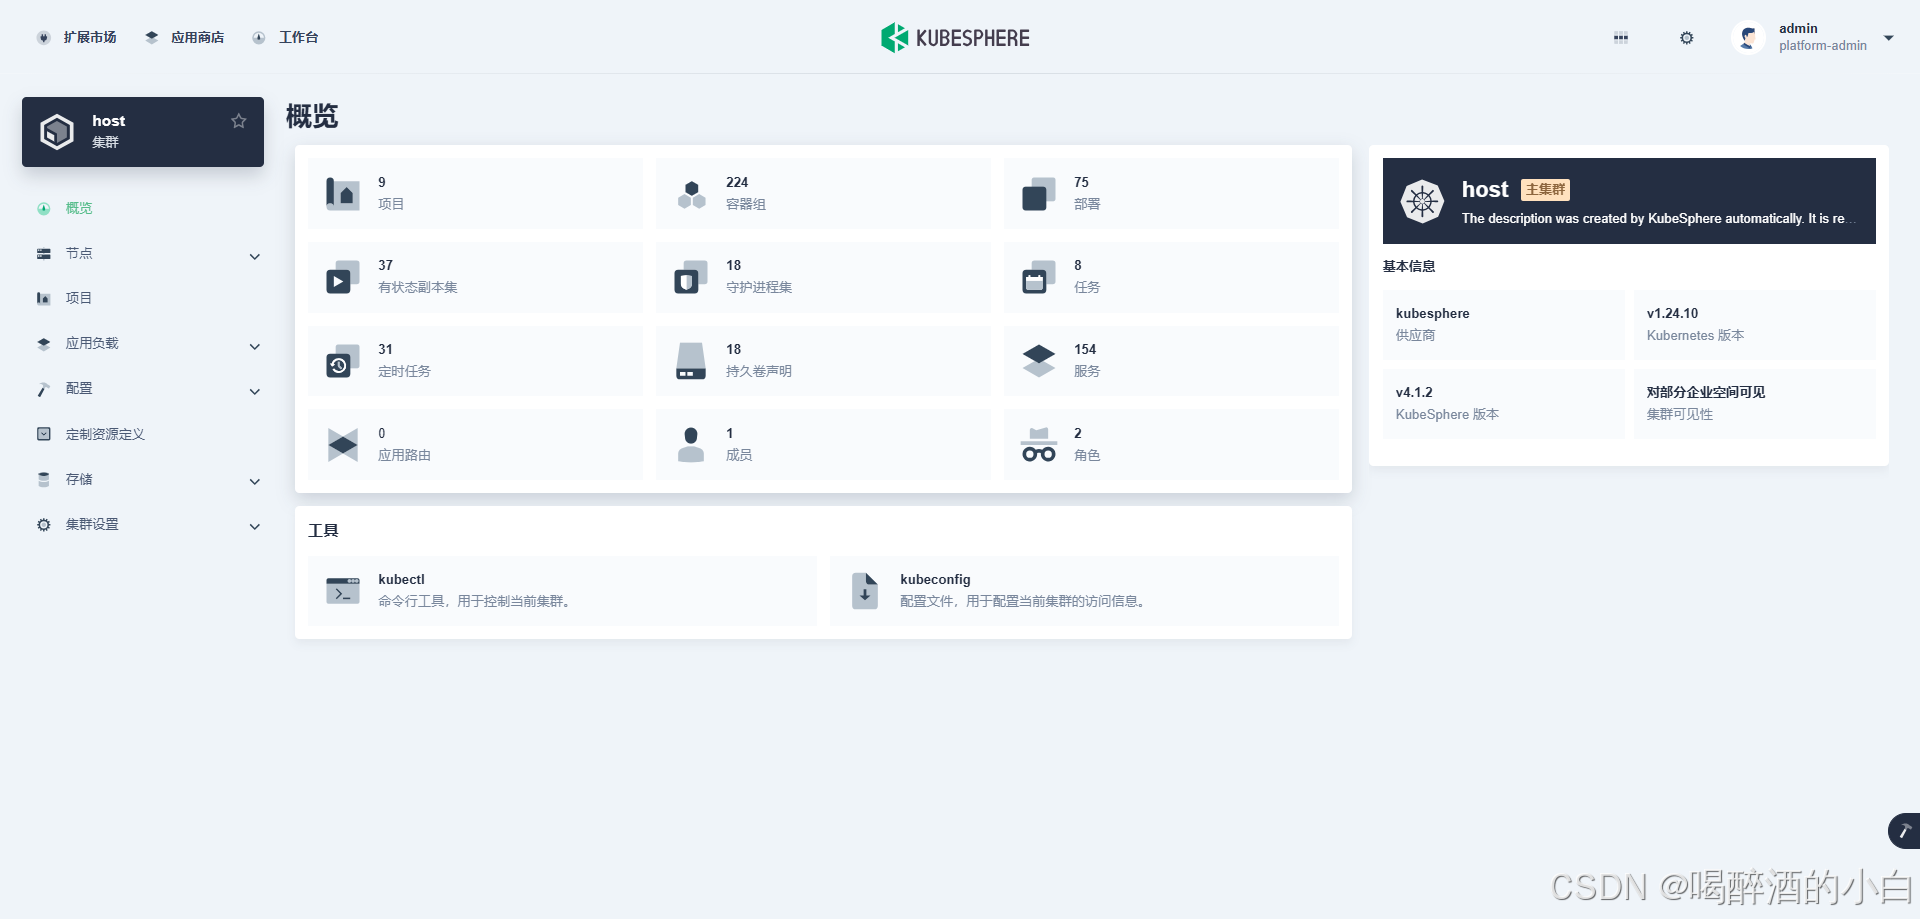 扩展市场
应用商店
工作台
KUBESPHERE
admin
platform-admin
host
集群
概览
节点
项目
应用负载
配置
定制资源定义
存储
集群设置
概览
9
项目
224
容器组
75
部署
37
有状态副本集
18
守护进程集
8
任务
31
定时任务
18
持久卷声明
154
服务
0
应用路由
1
成员
2
角色
工具
kubectl
命令行工具，用于控制当前集群。
kubeconfig
配置文件，用于配置当前集群的访问信息。
host 主集群
The description was created by KubeSphere automatically. It is re...
基本信息
kubesphere
供应商
v1.24.10
Kubernetes 版本
v4.1.2
KubeSphere 版本
对部分企业空间可见
集群可见性
CSDN @喝醉酒的小白